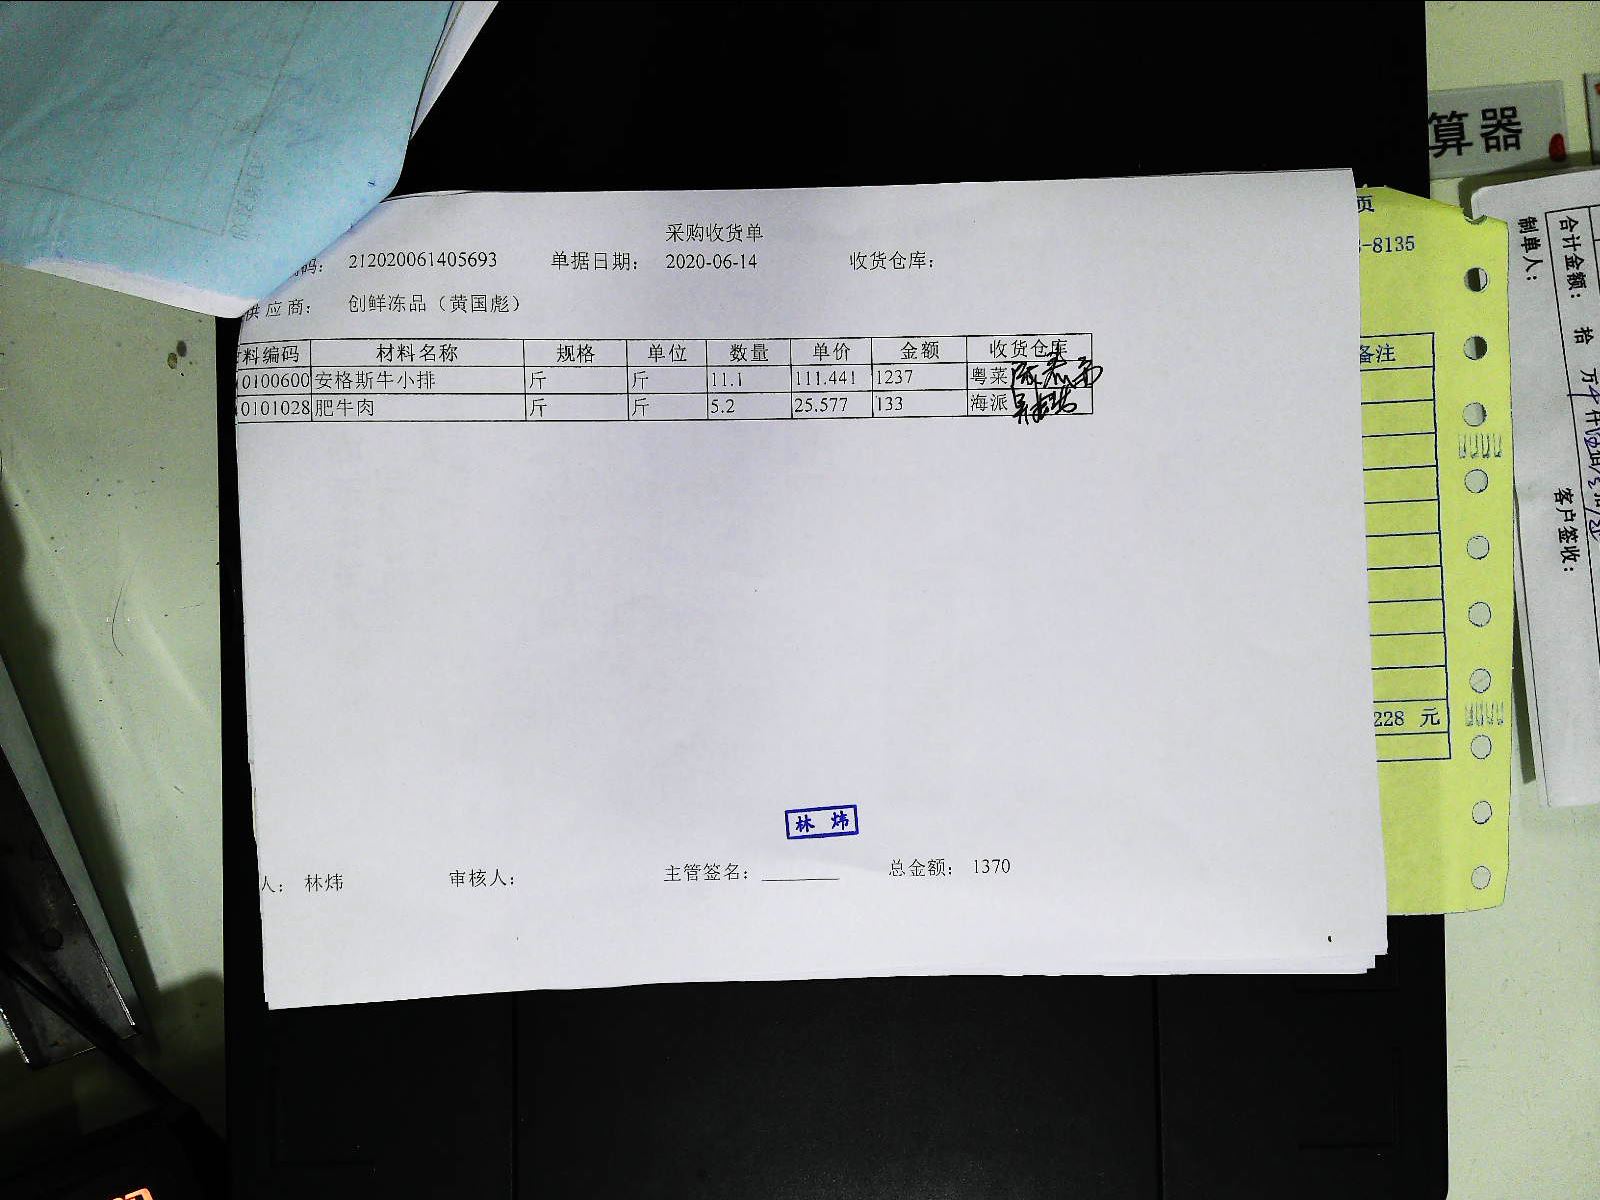 采购收货单
码: 212020061405693 单据日期: 2020-06-14 收货仓库:
供应商: 创鲜冻品（黄国彪）
料编码 材料名称 规格 单位 数量 单价 金额 收货仓库
0100600 安格斯牛小排 斤 斤 11.1 111.441 1237 粤菜
0101028 肥牛肉 斤 斤 5.2 25.577 133 海派
林炜
人: 林炜 审核人: 主管签名: 总金额: 1370
页
-8135
备注
228 元
算器
制单人:
合计金额: 拾 万
客户签收: